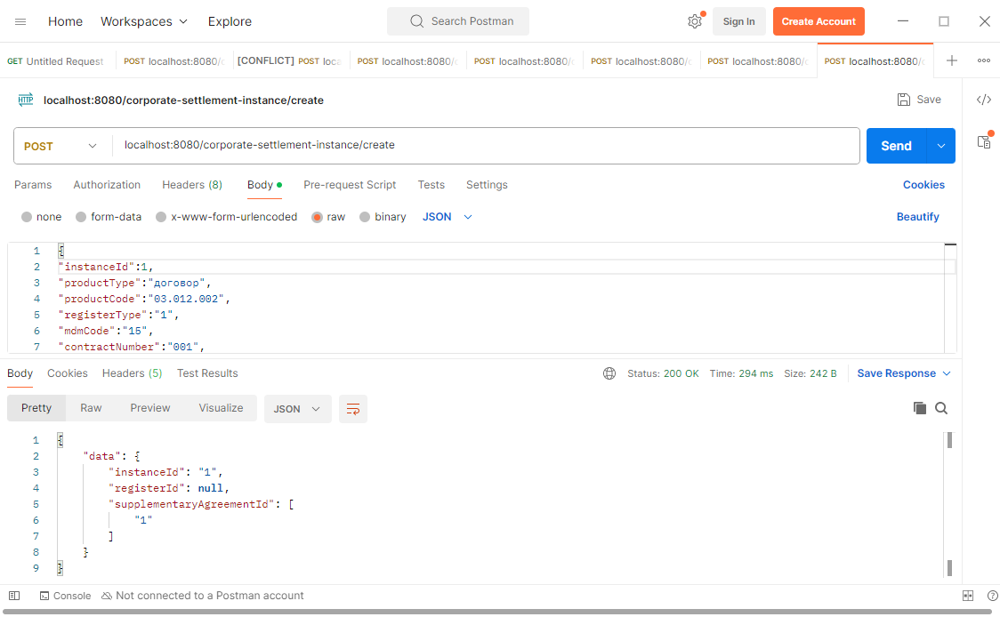 Home Workspaces Explore Search Postman Sign In Create Account
GET Untitled Request POST localhost:8080/ [CONFLICT] POST loca POST localhost:8080/ POST localhost:8080/ POST localhost:8080/ POST localhost:8080/ POST localhost:8080/
HTTP localhost:8080/corporate-settlement-instance/create Save
POST localhost:8080/corporate-settlement-instance/create Send
Params Authorization Headers (8) Body Pre-request Script Tests Settings Cookies
none form-data x-www-form-urlencoded raw binary JSON Beautify
1 {
2 "instanceId":1,
3 "productType":"договор",
4 "productCode":"03.012.002",
5 "registerType":"1",
6 "mdmCode":"15",
7 "contractNumber":"001",
Body Cookies Headers (5) Test Results Status: 200 OK Time: 294 ms Size: 242 B Save Response
Pretty Raw Preview Visualize JSON
1 {
2 "data": {
3 "instanceId": "1",
4 "registerId": null,
5 "supplementaryAgreementId": [
6 "1"
7 ]
8 }
9 }
Console Not connected to a Postman account